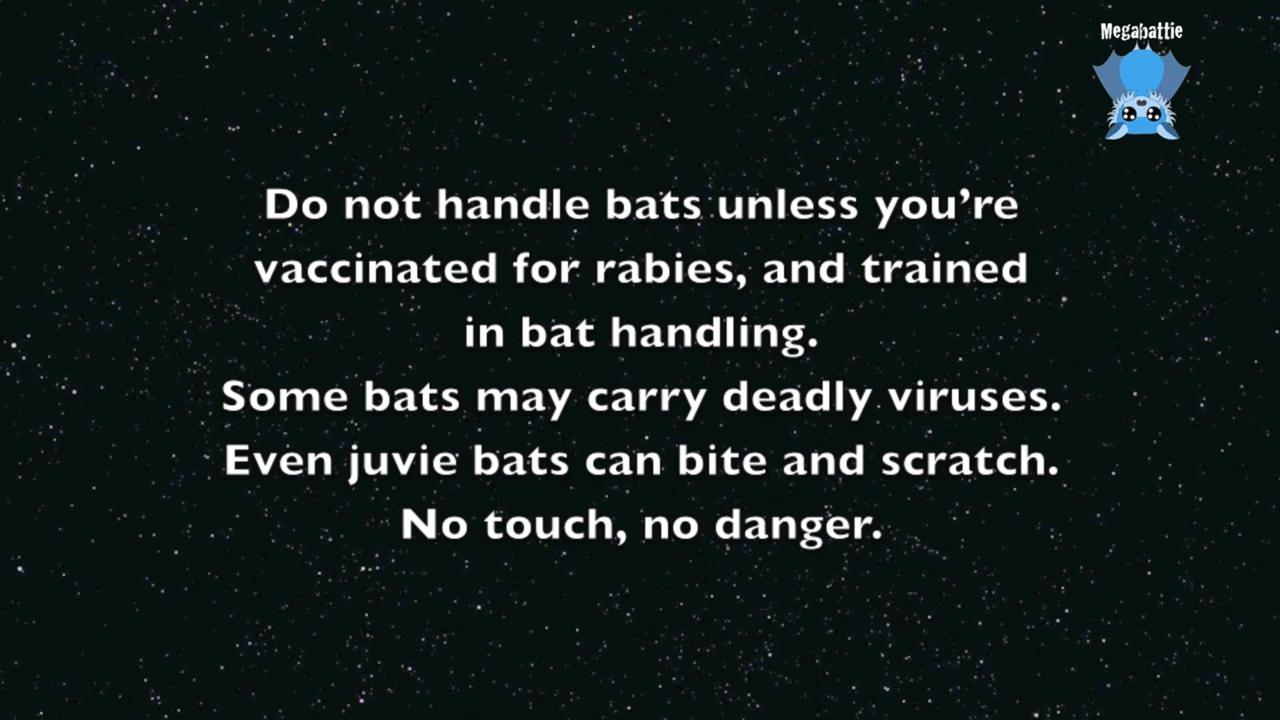 Megabattie
Do not handle bats unless you’re
vaccinated for rabies, and trained
in bat handling.
Some bats may carry deadly viruses.
Even juvie bats can bite and scratch.
No touch, no danger.